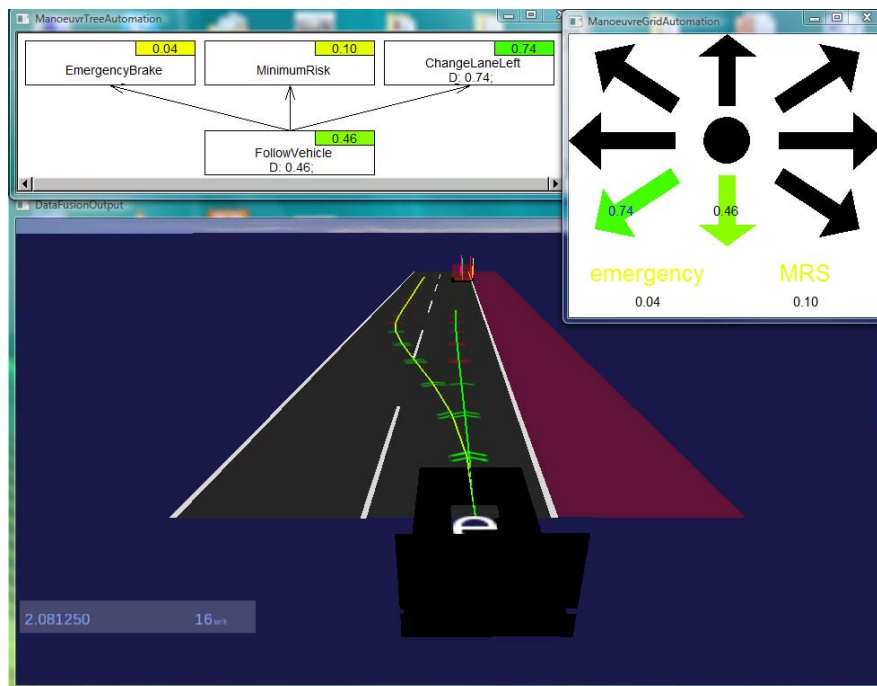 ManoeuvrTreeAutomation
0.04
EmergencyBrake
0.10
MinimumRisk
0.74
ChangeLaneLeft
D: 0.74;
0.46
FollowVehicle
D: 0.46;
ManoeuvreGridAutomation
0.74
0.46
emergency
MRS
0.04
0.10
DataFusionOutput
e
2.081250
16